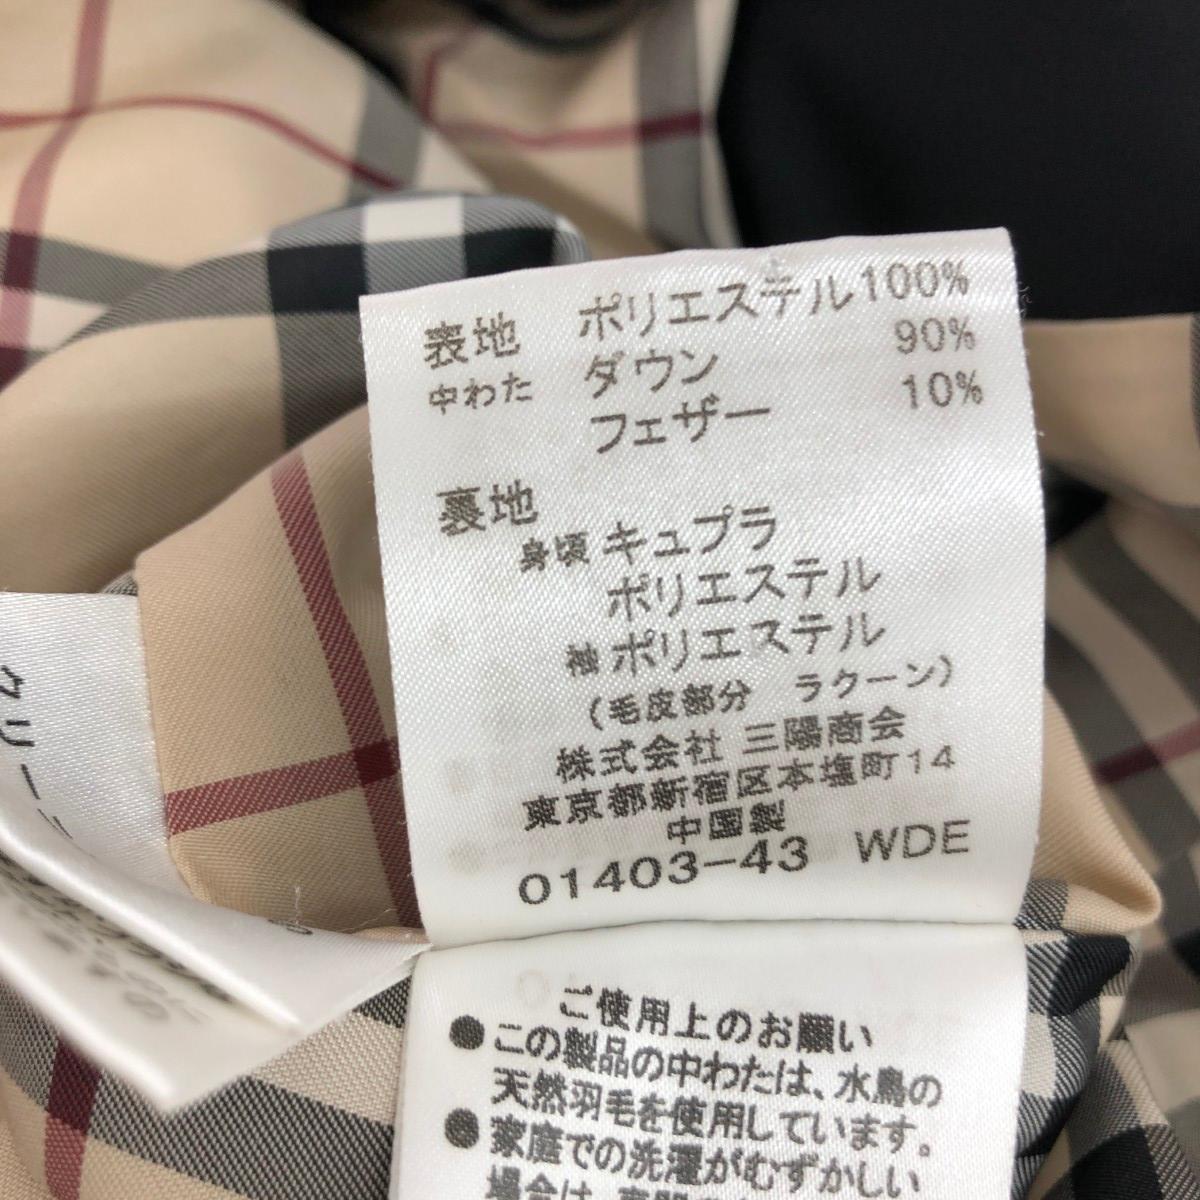 表地 ポリエステル100%
中わた ダウン 90%
フェザー 10%
裏地
身頃 キュプラ
ポリエステル
袖 ポリエステル
(毛皮部分 ラクーン)
株式会社 三陽商会
東京都新宿区本塩町14
中国製
01403-43 WDE
ご使用上のお願い
●この製品の中わたは、水鳥の
天然羽毛を使用しています。
●家庭での洗濯がむずかしい
場合は、
クリー